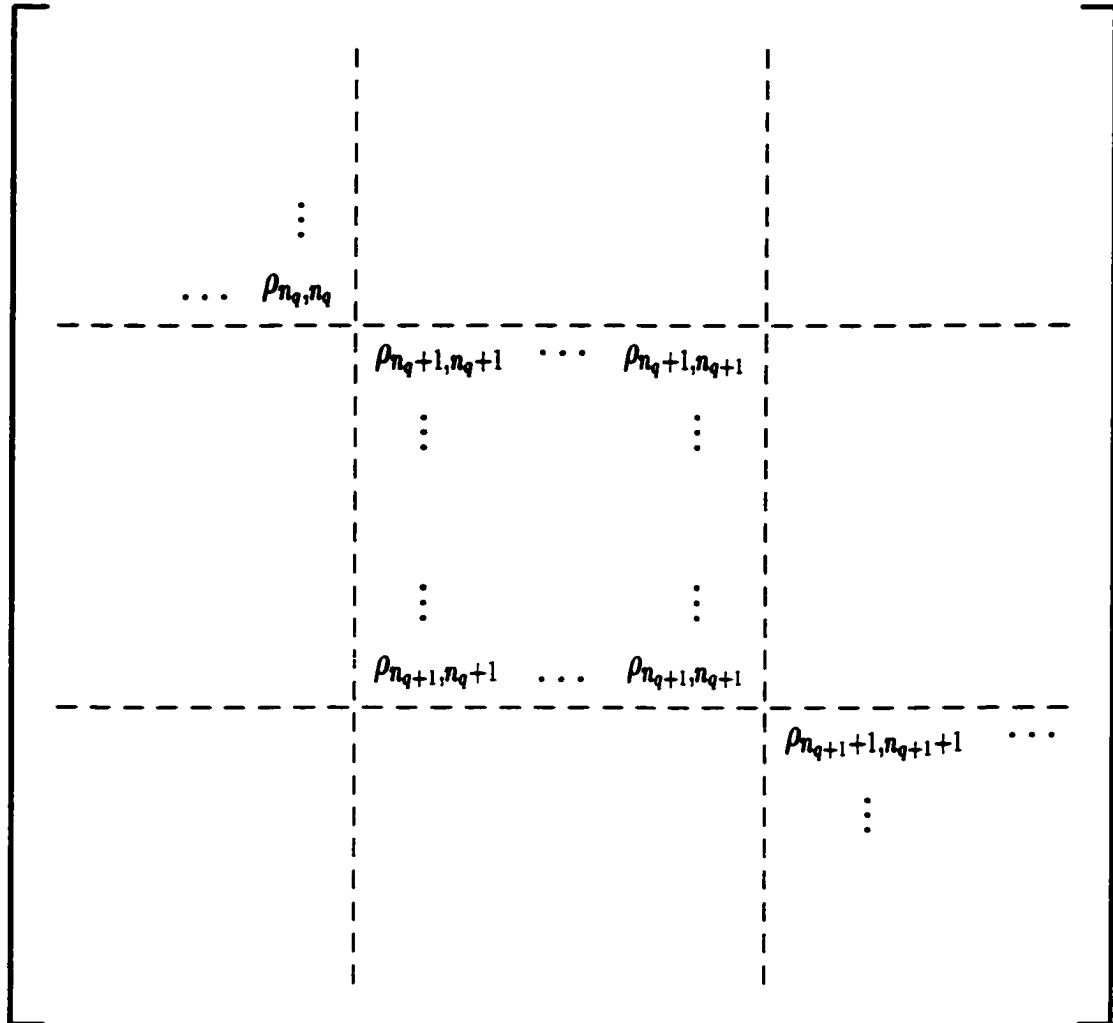 ⋮
⋯ ρ_{n_q,n_q}
ρ_{n_q+1,n_q+1} ⋯ ρ_{n_q+1,n_{q+1}}
⋮ ⋮
⋮ ⋮
ρ_{n_{q+1},n_q+1} ⋯ ρ_{n_{q+1},n_{q+1}}
ρ_{n_{q+1}+1,n_{q+1}+1} ⋯
⋮